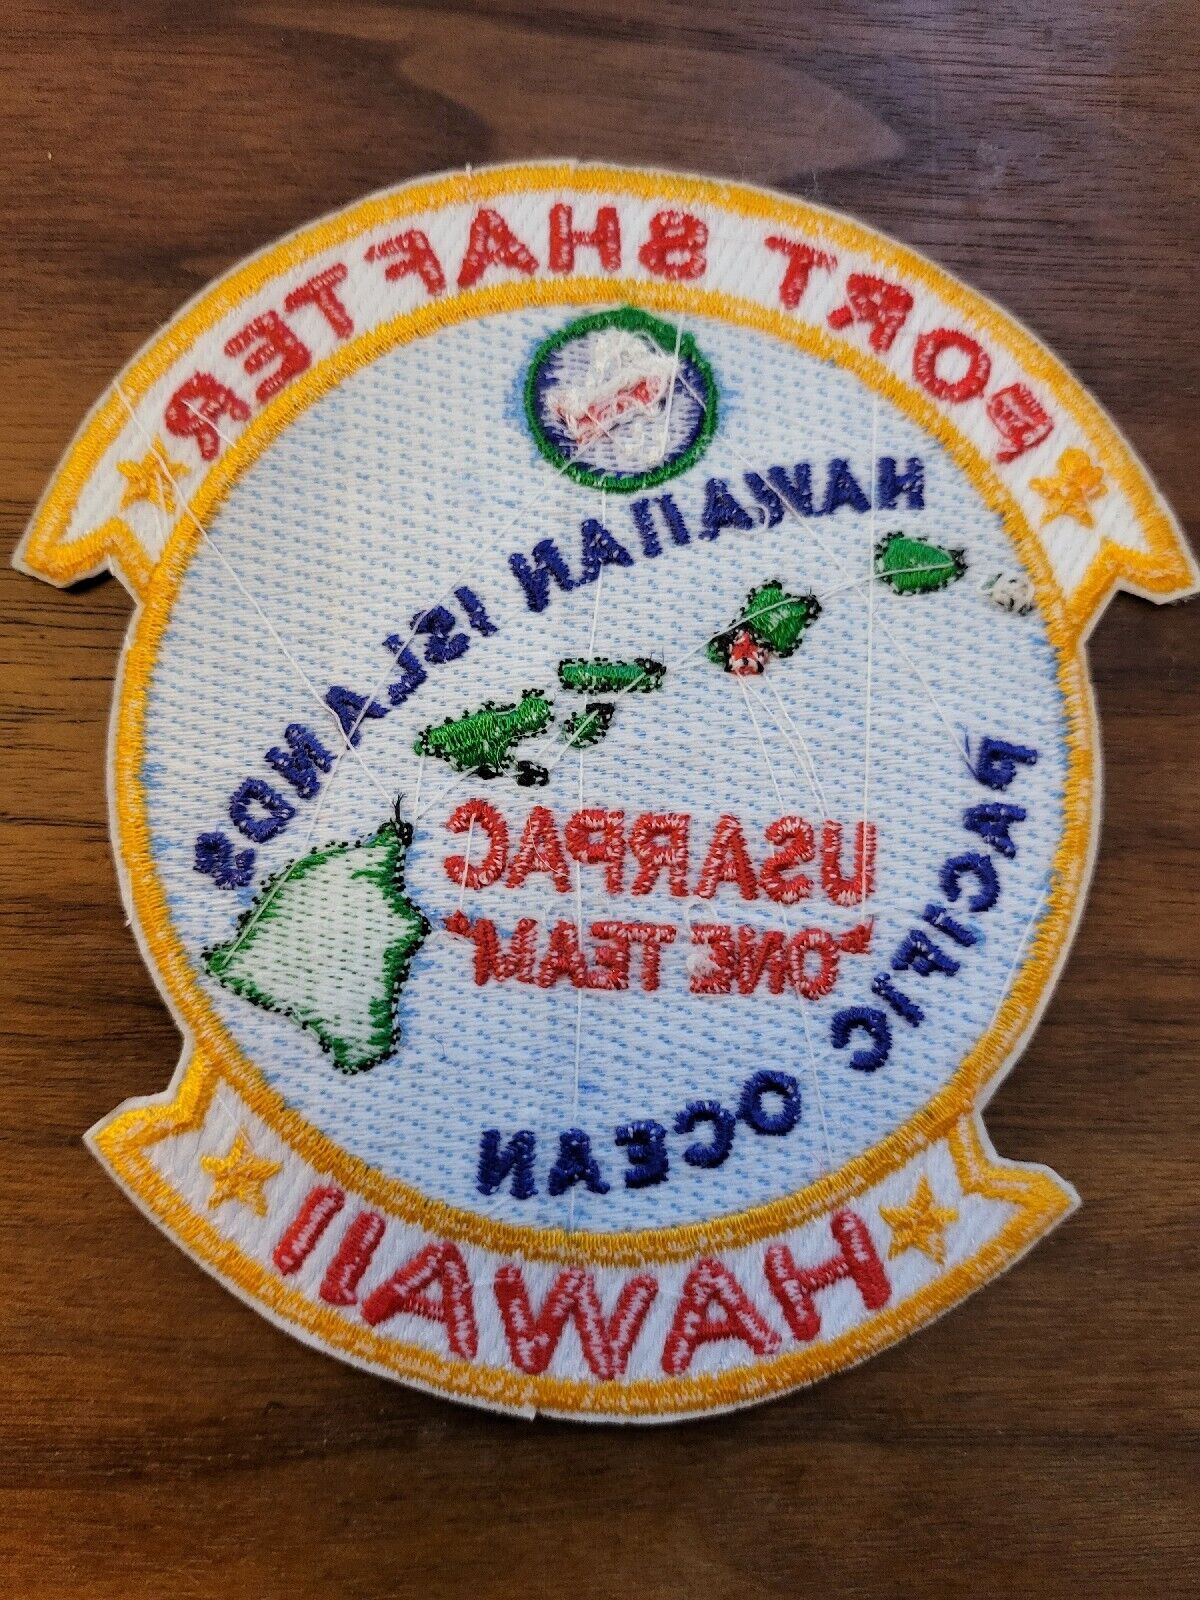 FORT SHAFTER
HAWAIIAN ISLANDS
USARPAC
"ONE TEAM"
PACIFIC OCEAN
HAWAII